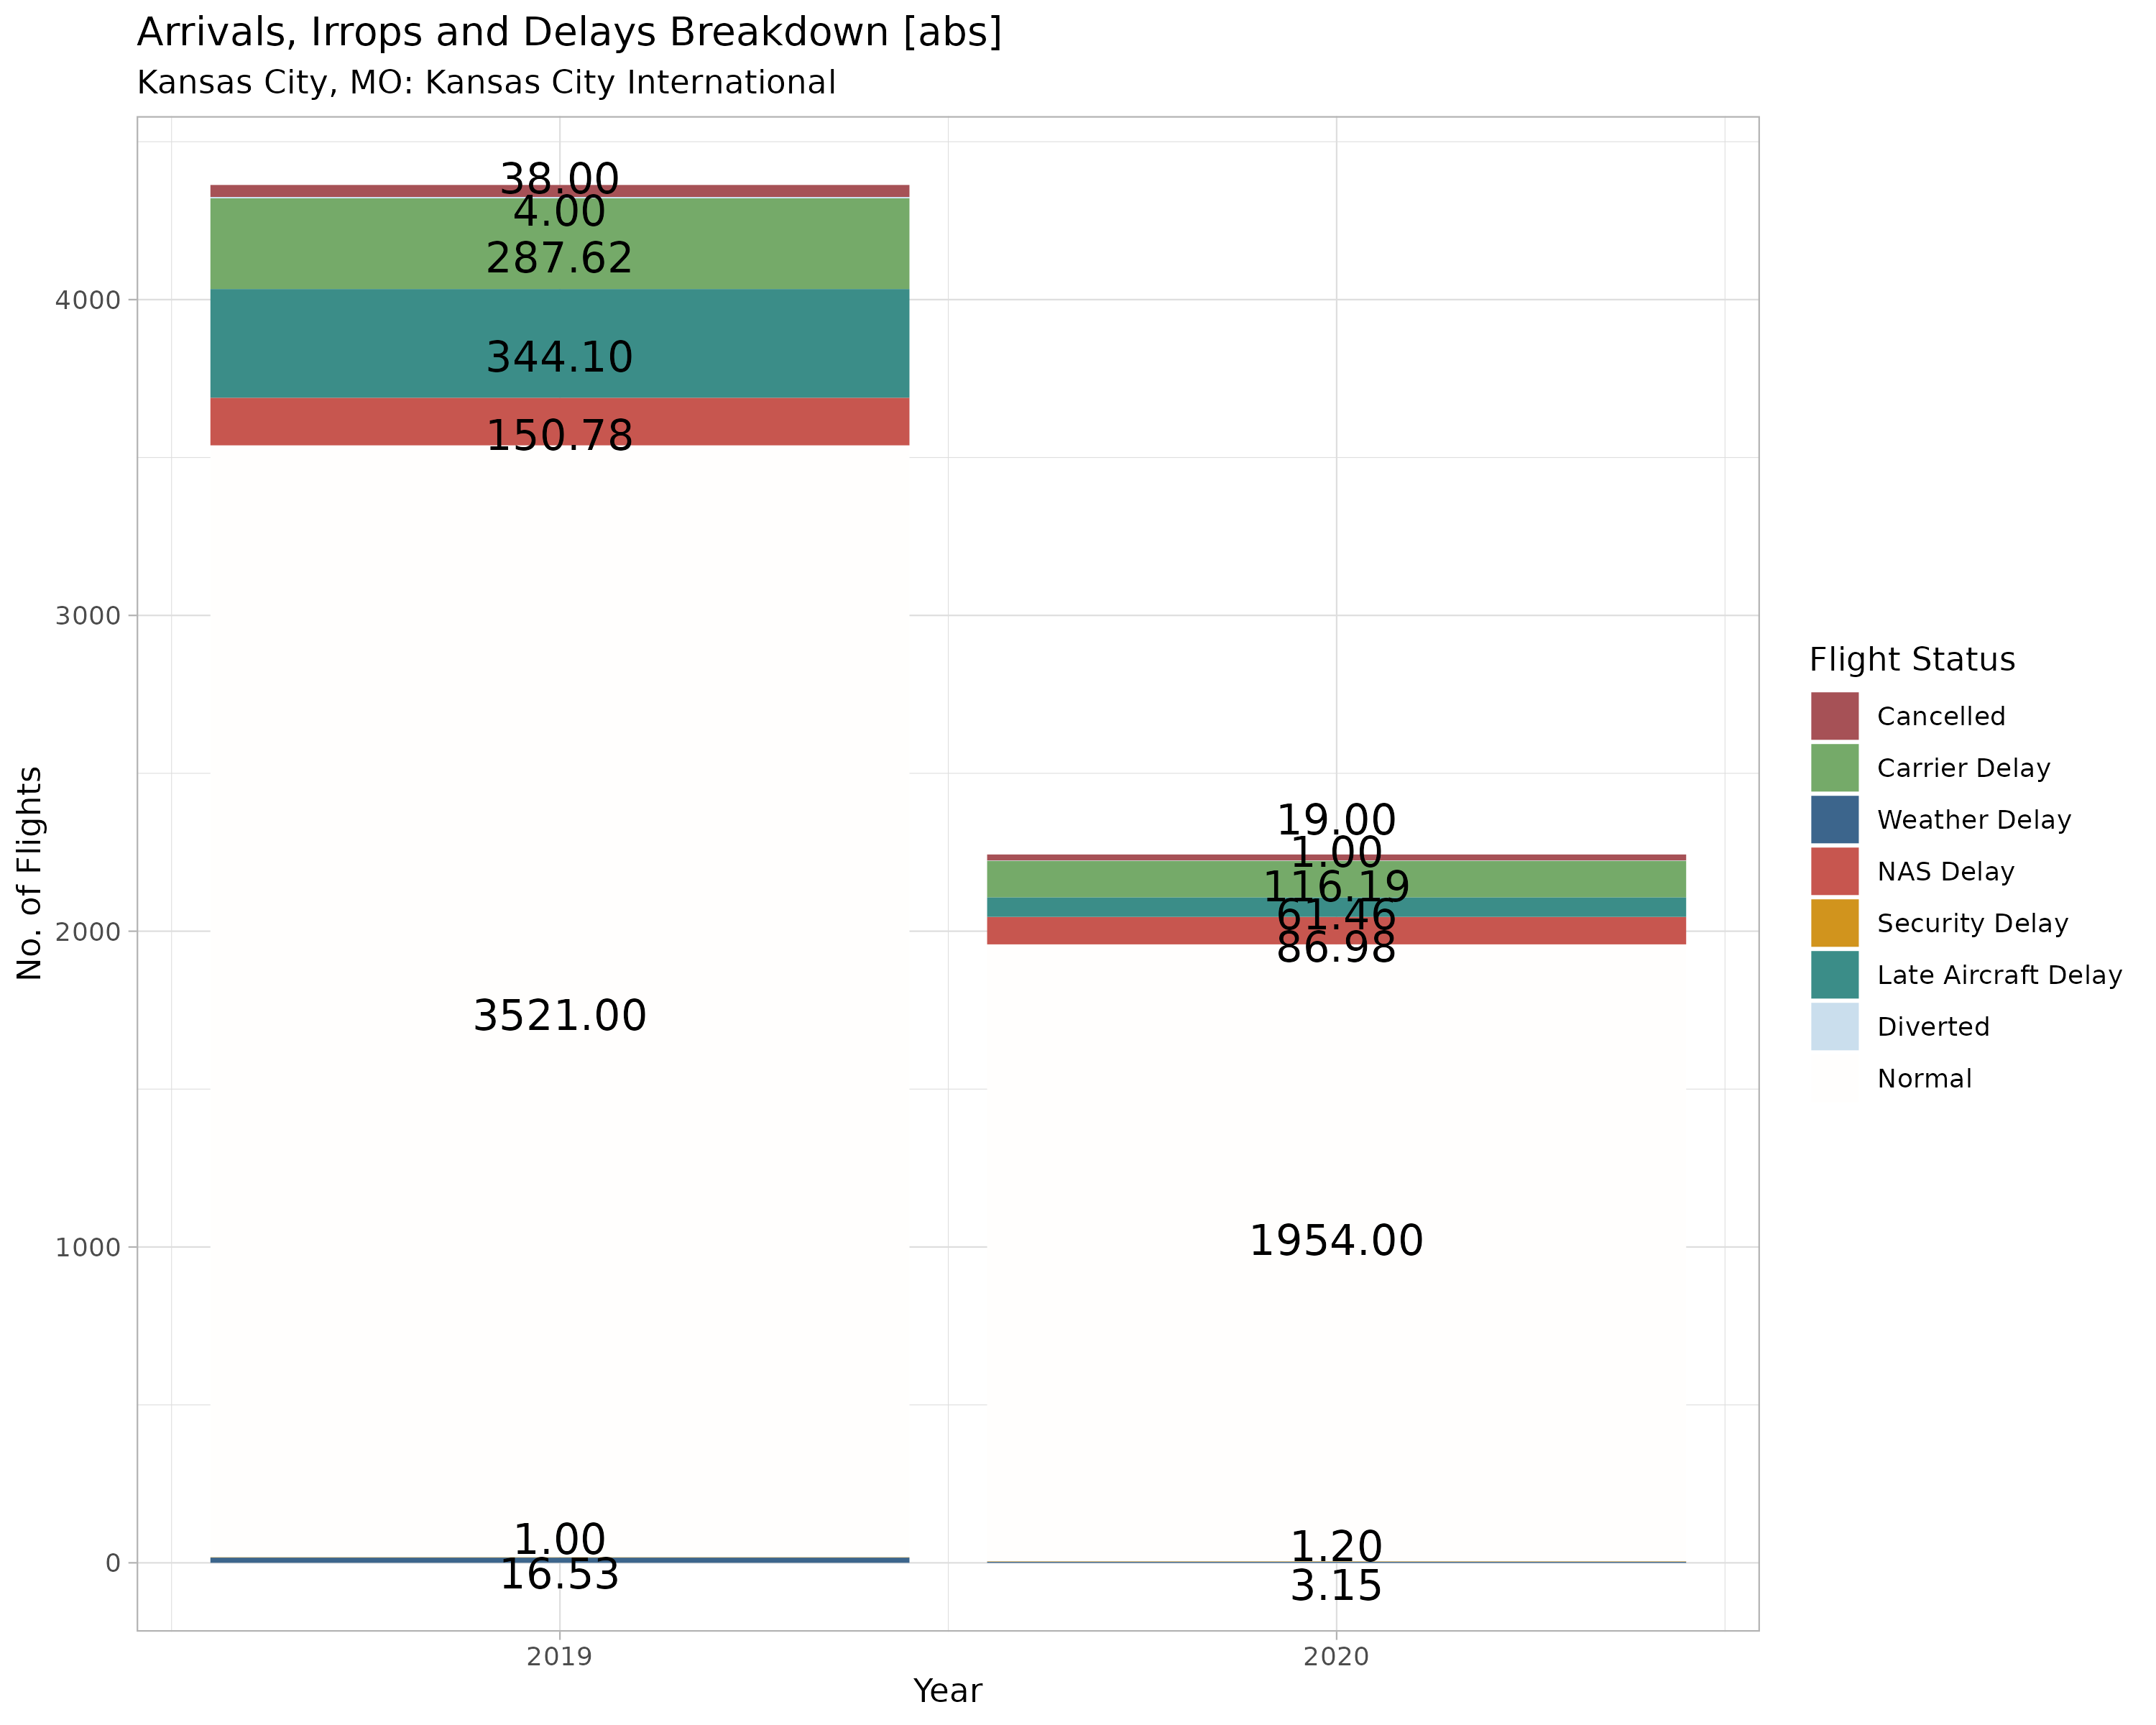 Arrivals, Irrops and Delays Breakdown [abs]
Kansas City, MO: Kansas City International
No. of Flights
4000
3000
2000
1000
0
38.00
4.00
287.62
344.10
150.78
3521.00
1.00
16.53
19.00
1.00
116.19
61.46
86.98
1954.00
1.20
3.15
2019
2020
Year
Flight Status
Cancelled
Carrier Delay
Weather Delay
NAS Delay
Security Delay
Late Aircraft Delay
Diverted
Normal